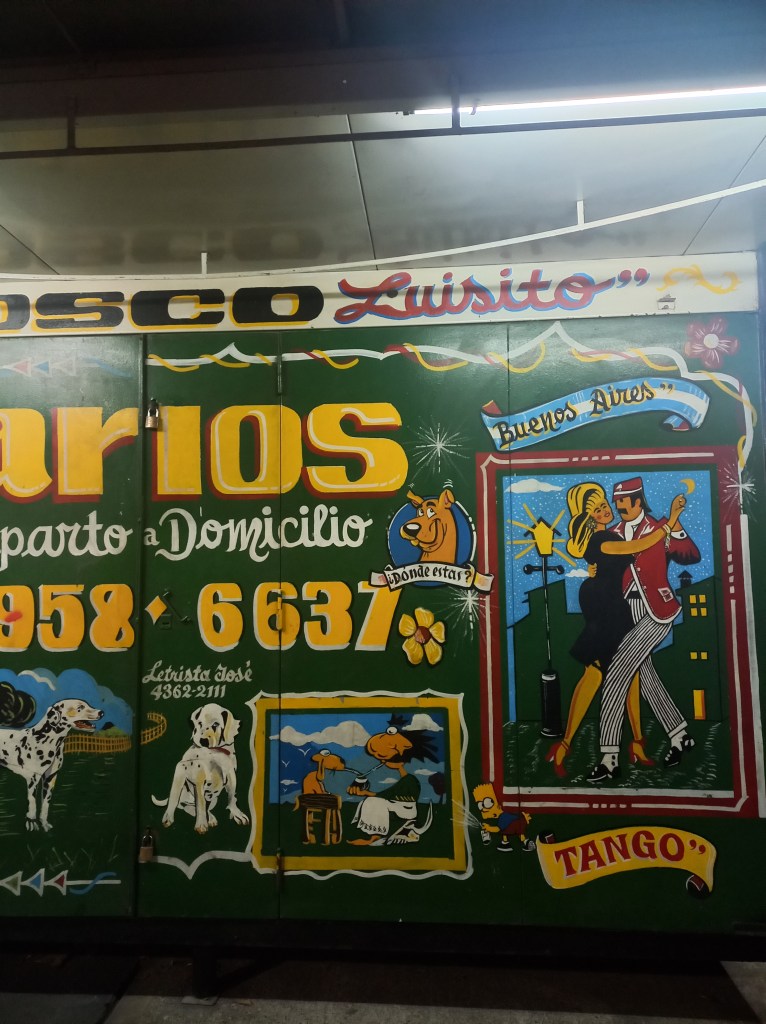 osco Luisito”
arios
parto a Domicilio
958 · 6637
¿Donde estas?
Letrista José
4362-2111
Buenos Aires”
TANGO”